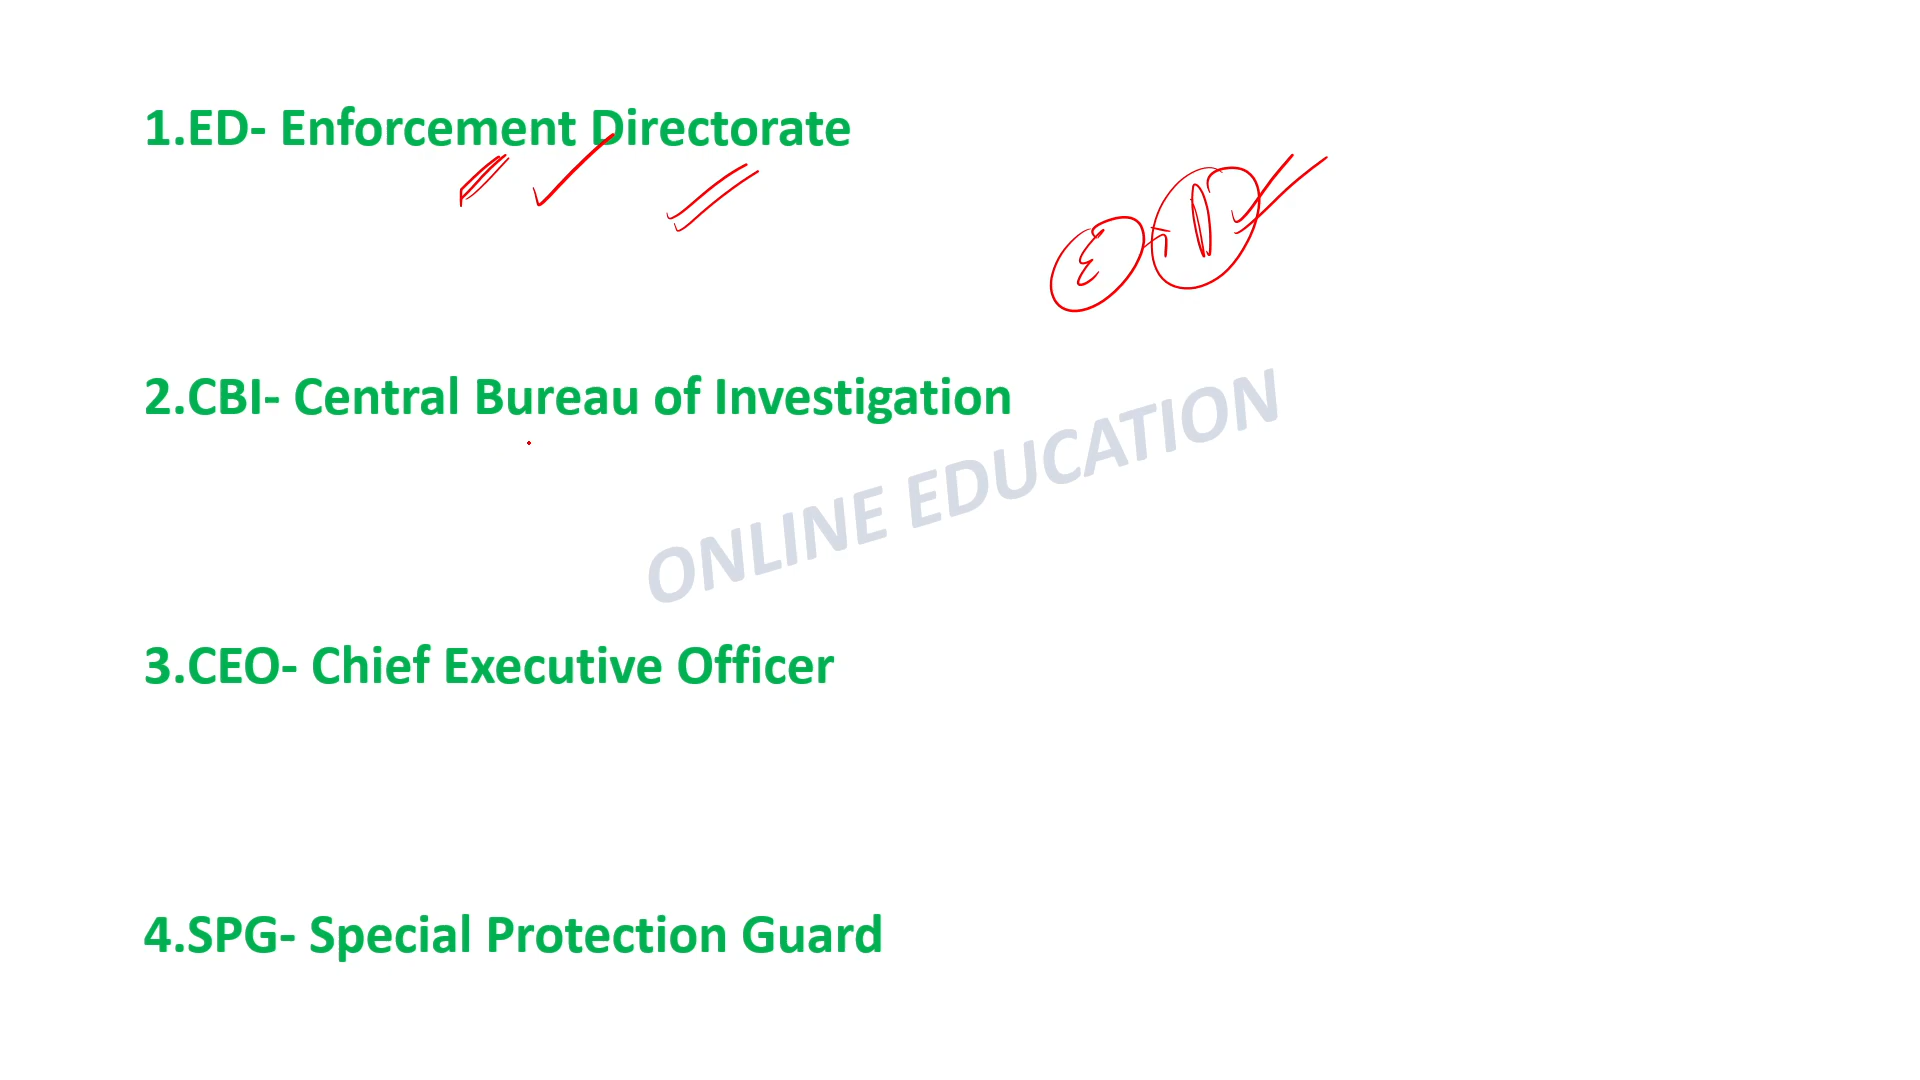 1.ED- Enforcement Directorate
E D
2.CBI- Central Bureau of Investigation
ONLINE EDUCATION
3.CEO- Chief Executive Officer
4.SPG- Special Protection Guard